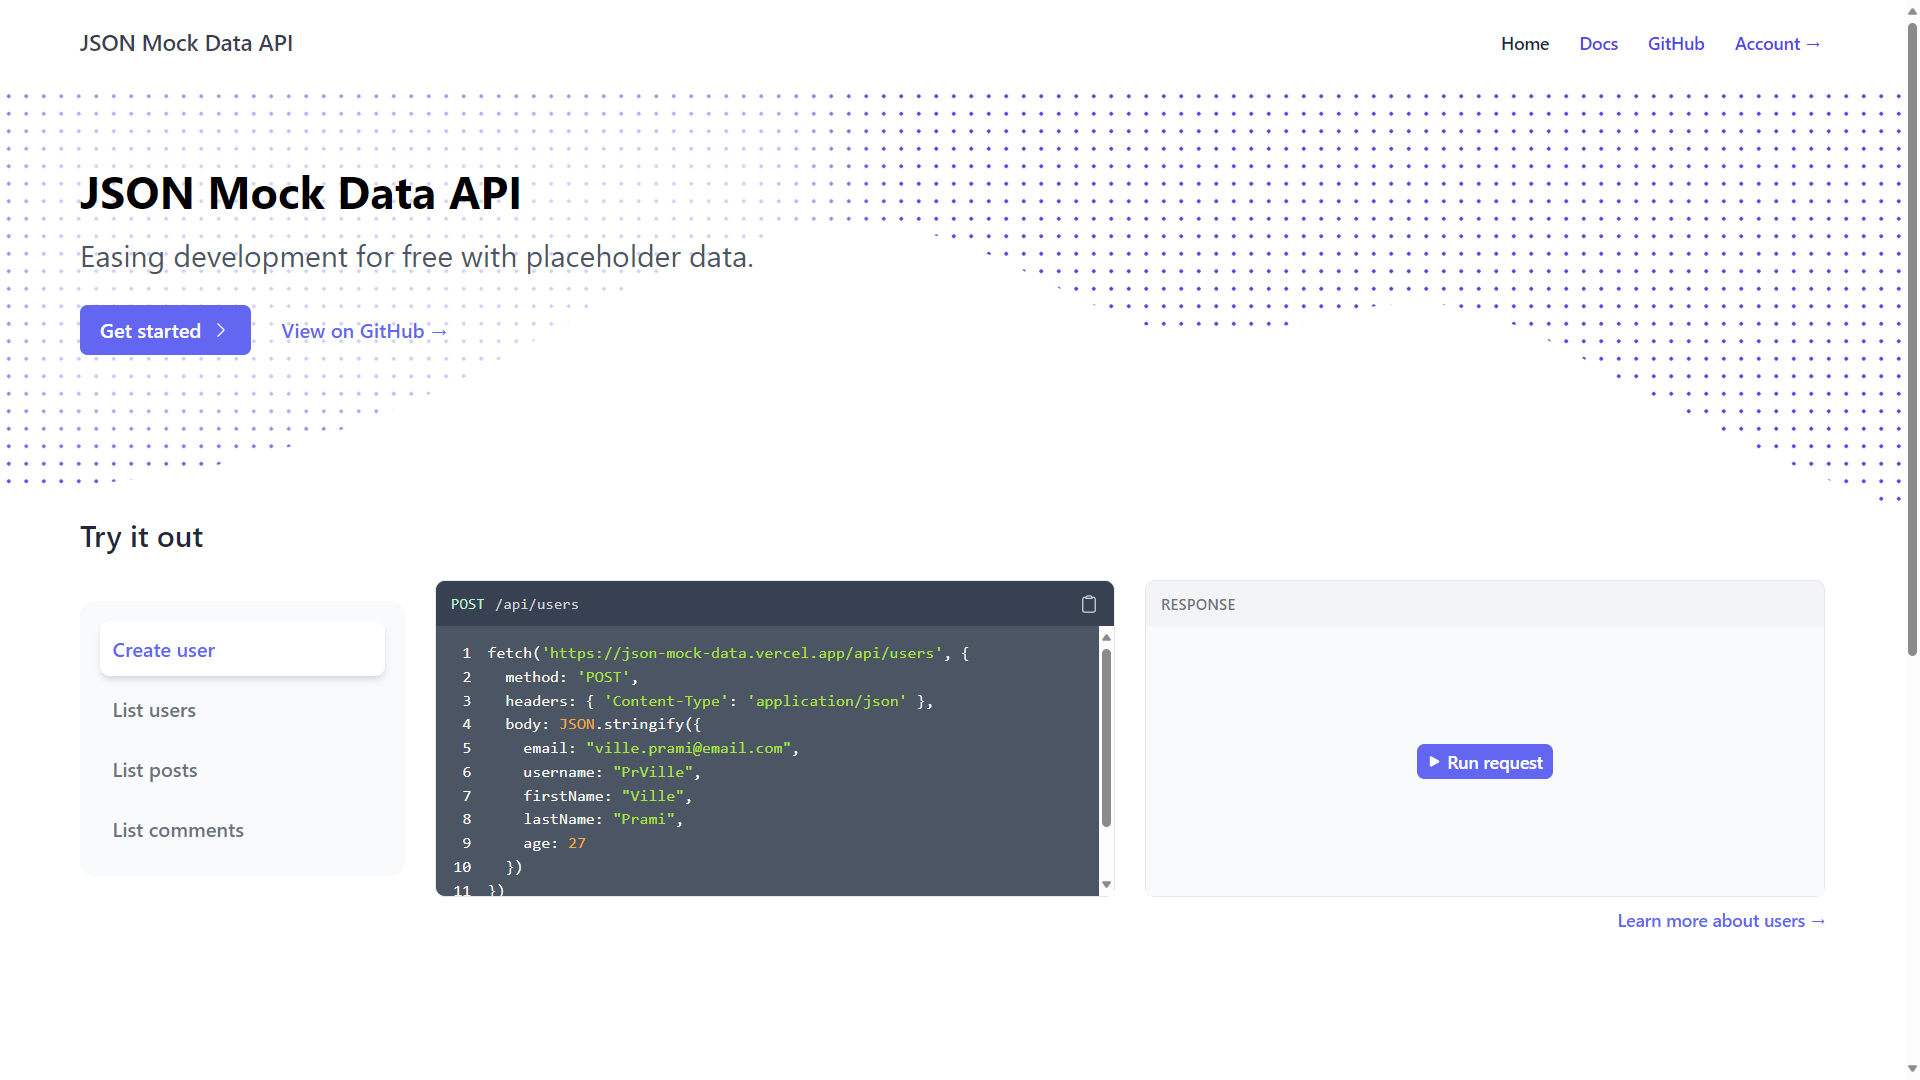 JSON Mock Data API
Home
Docs
GitHub
Account →
JSON Mock Data API
Easing development for free with placeholder data.
Get started
View on GitHub →
Try it out
Create user
List users
List posts
List comments
POST /api/users
1 fetch('https://json-mock-data.vercel.app/api/users', {
2   method: 'POST',
3   headers: { 'Content-Type': 'application/json' },
4   body: JSON.stringify({
5     email: "ville.prami@email.com",
6     username: "PrVille",
7     firstName: "Ville",
8     lastName: "Prami",
9     age: 27
10   })
11 })
RESPONSE
Run request
Learn more about users →